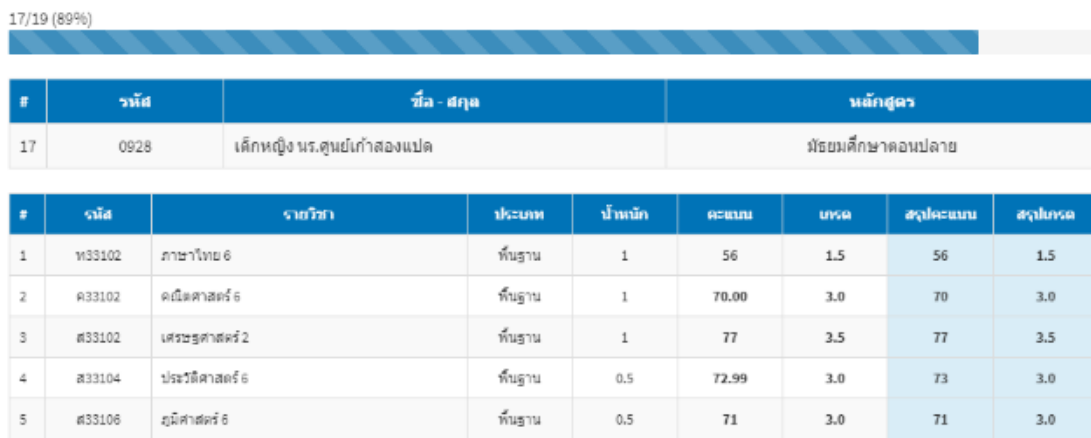 17/19 (89%)
# รหัส ชื่อ - สกุล หลักสูตร
17 0928 เด็กหญิง นร.ศูนย์เก้าสองแปด มัธยมศึกษาตอนปลาย
# รหัส รายวิชา ประเภท น้ำหนัก คะแนน เกรด สรุปคะแนน สรุปเกรด
1 ท33102 ภาษาไทย 6 พื้นฐาน 1 56 1.5 56 1.5
2 ค33102 คณิตศาสตร์ 6 พื้นฐาน 1 70.00 3.0 70 3.0
3 ส33102 เศรษฐศาสตร์ 2 พื้นฐาน 1 77 3.5 77 3.5
4 ส33104 ประวัติศาสตร์ 6 พื้นฐาน 0.5 72.99 3.0 73 3.0
5 ส33106 ภูมิศาสตร์ 6 พื้นฐาน 0.5 71 3.0 71 3.0